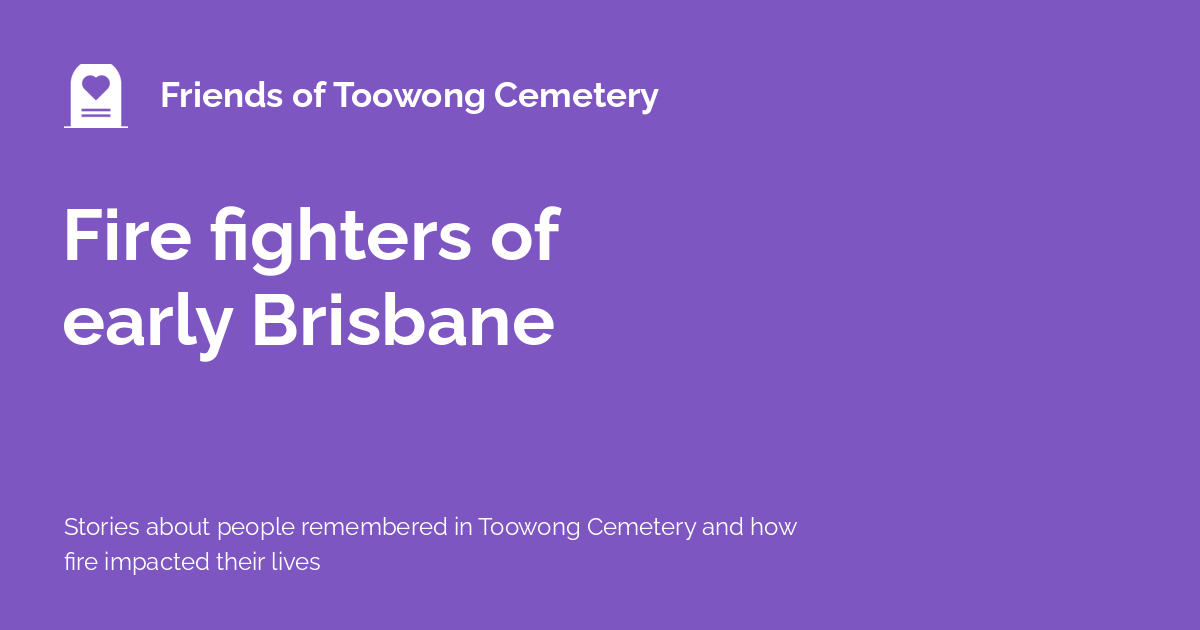 Friends of Toowong Cemetery
Fire fighters of
early Brisbane
Stories about people remembered in Toowong Cemetery and how
fire impacted their lives